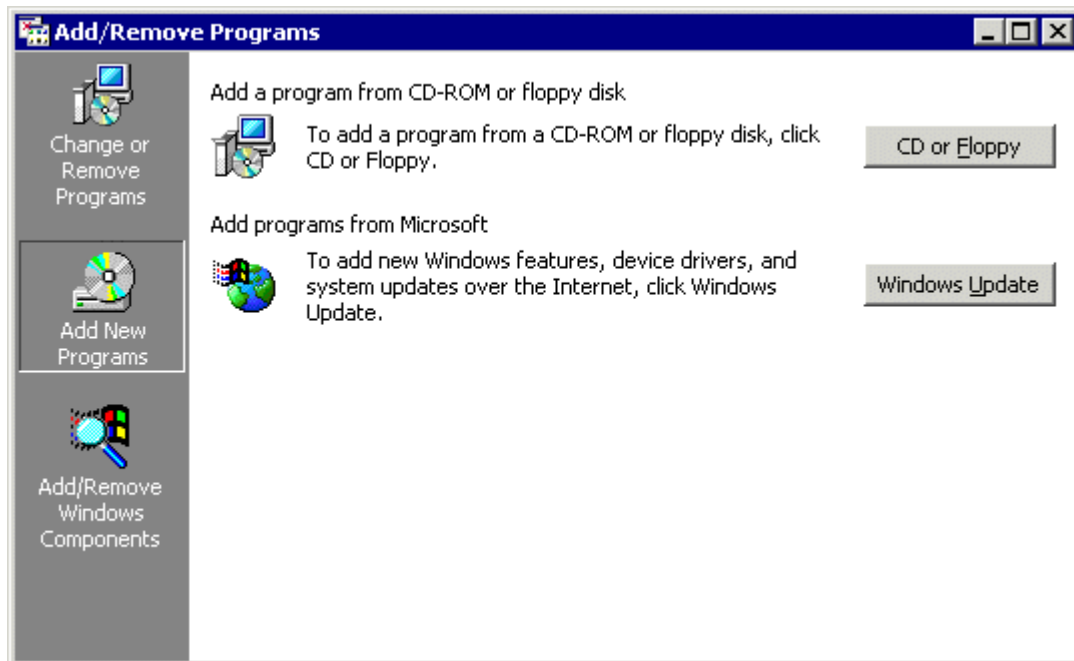 Add/Remove Programs
Change or
Remove
Programs
Add New
Programs
Add/Remove
Windows
Components
Add a program from CD-ROM or floppy disk
To add a program from a CD-ROM or floppy disk, click
CD or Floppy.
CD or Floppy
Add programs from Microsoft
To add new Windows features, device drivers, and
system updates over the Internet, click Windows
Update.
Windows Update